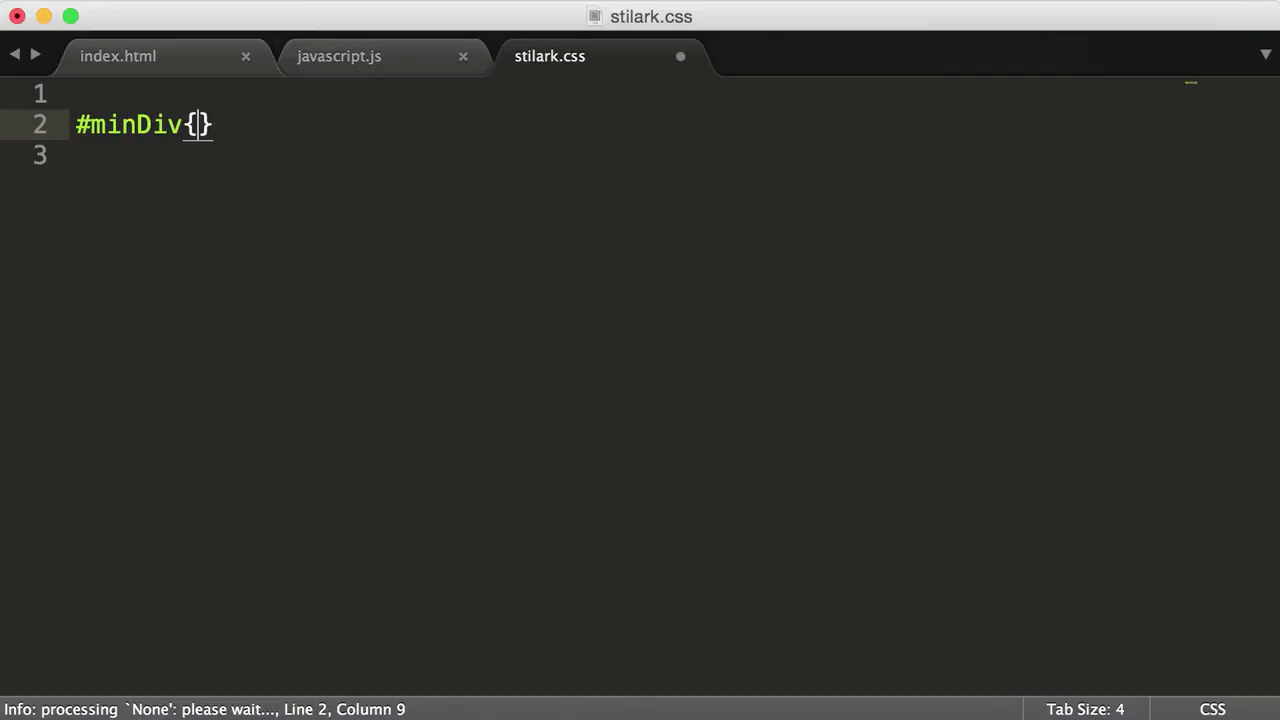 stilark.css
index.html × javascript.js × stilark.css
1
2 #minDiv{}
3
Info: processing `None': please wait..., Line 2, Column 9 Tab Size: 4 CSS